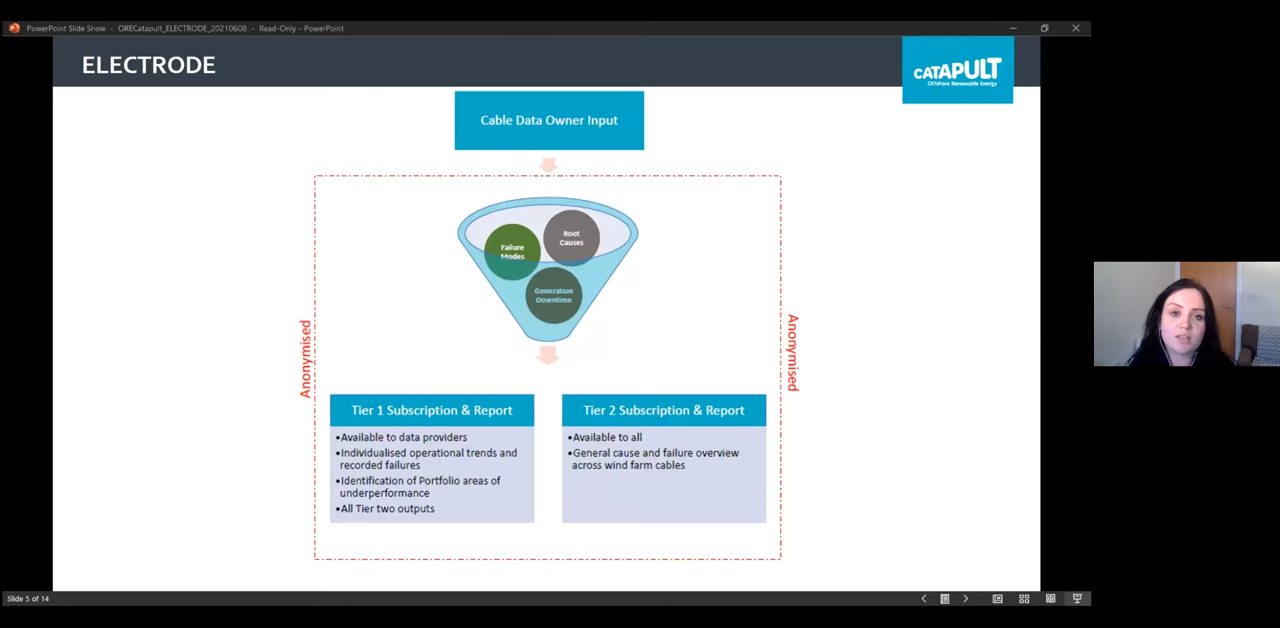 PowerPoint Slide Show - ORECatapult_ELECTRODE_20210608 - Read-Only - PowerPoint
ELECTRODE
CATAPULT
Offshore Renewable Energy
Cable Data Owner Input
Root
Causes
Failure
Modes
Generation
Downtime
Anonymised
Anonymised
Tier 1 Subscription & Report
•Available to data providers
•Individualised operational trends and
recorded failures
•Identification of Portfolio areas of
underperformance
•All Tier two outputs
Tier 2 Subscription & Report
•Available to all
•General cause and failure overview
across wind farm cables
Slide 5 of 14